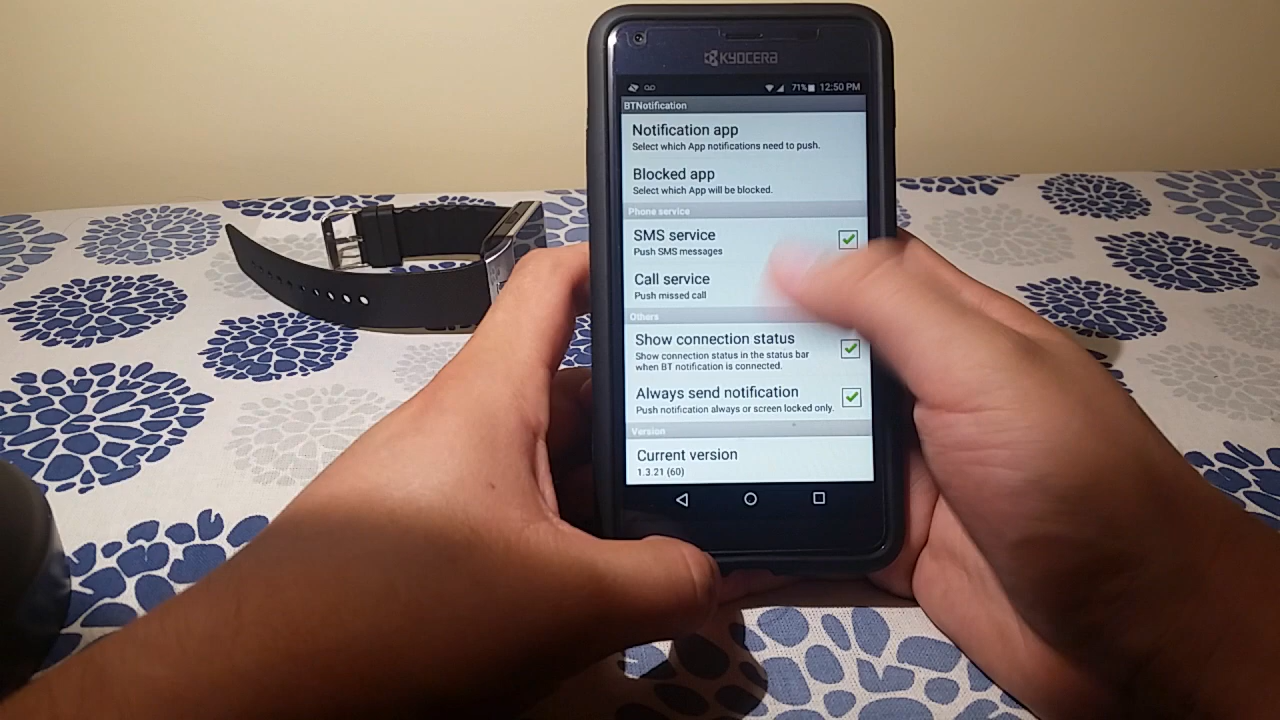 KYOCERA
71% 12:50 PM
BTNotification
Notification app
Select which App notifications need to push.
Blocked app
Select which App will be blocked.
Phone service
SMS service
Push SMS messages
Call service
Push missed call
Others
Show connection status
Show connection status in the status bar
when BT notification is connected.
Always send notification
Push notification always or screen locked only.
Version
Current version
1.3.21 (60)